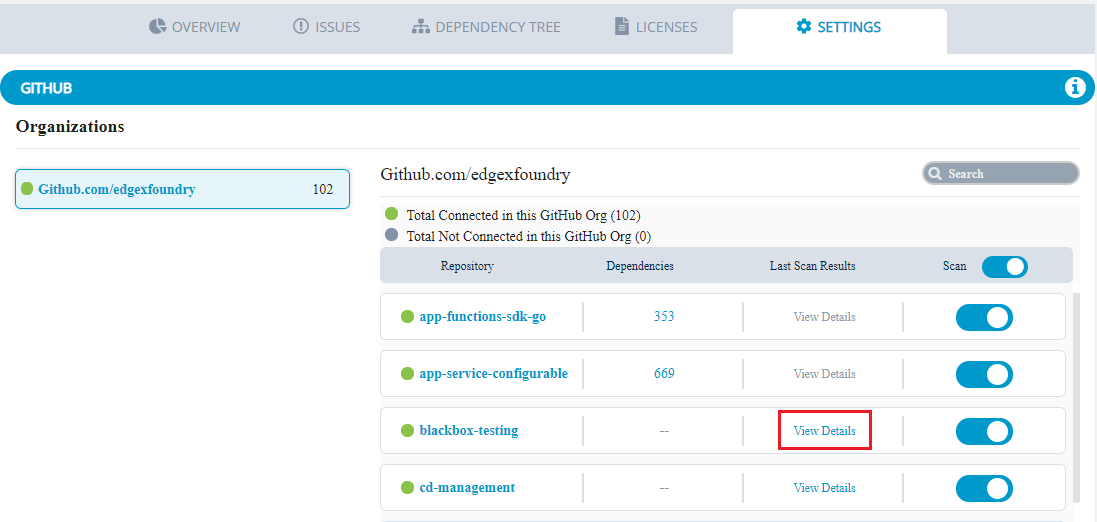 OVERVIEW ISSUES DEPENDENCY TREE LICENSES SETTINGS
GITHUB
Organizations
Github.com/edgexfoundry 102
Github.com/edgexfoundry Search
Total Connected in this GitHub Org (102)
Total Not Connected in this GitHub Org (0)
Repository Dependencies Last Scan Results Scan
app-functions-sdk-go 353 View Details
app-service-configurable 669 View Details
blackbox-testing -- View Details
cd-management -- View Details